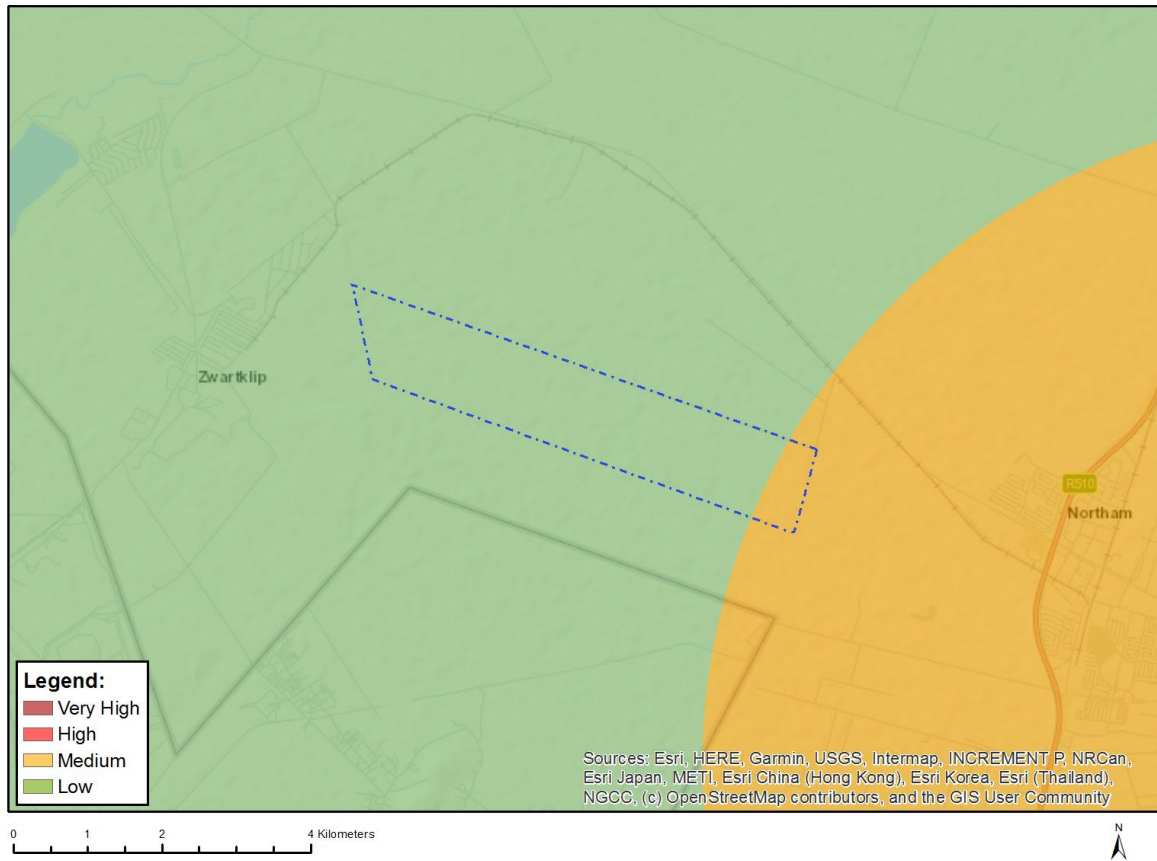 Zwartklip
R510
Northam
Legend:
Very High
High
Medium
Low
Sources: Esri, HERE, Garmin, USGS, Intermap, INCREMENT P, NRCan,
Esri Japan, METI, Esri China (Hong Kong), Esri Korea, Esri (Thailand),
NGCC, (c) OpenStreetMap contributors, and the GIS User Community
0 1 2 4 Kilometers
N